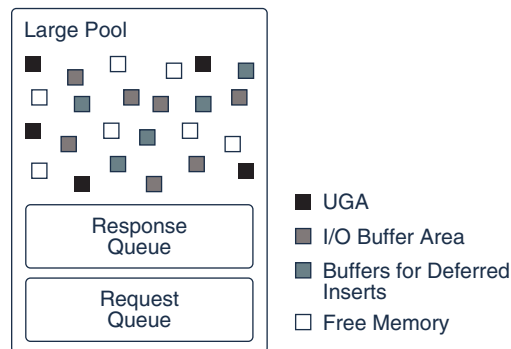 Large Pool
Response
Queue
Request
Queue
UGA
I/O Buffer Area
Buffers for Deferred
Inserts
Free Memory